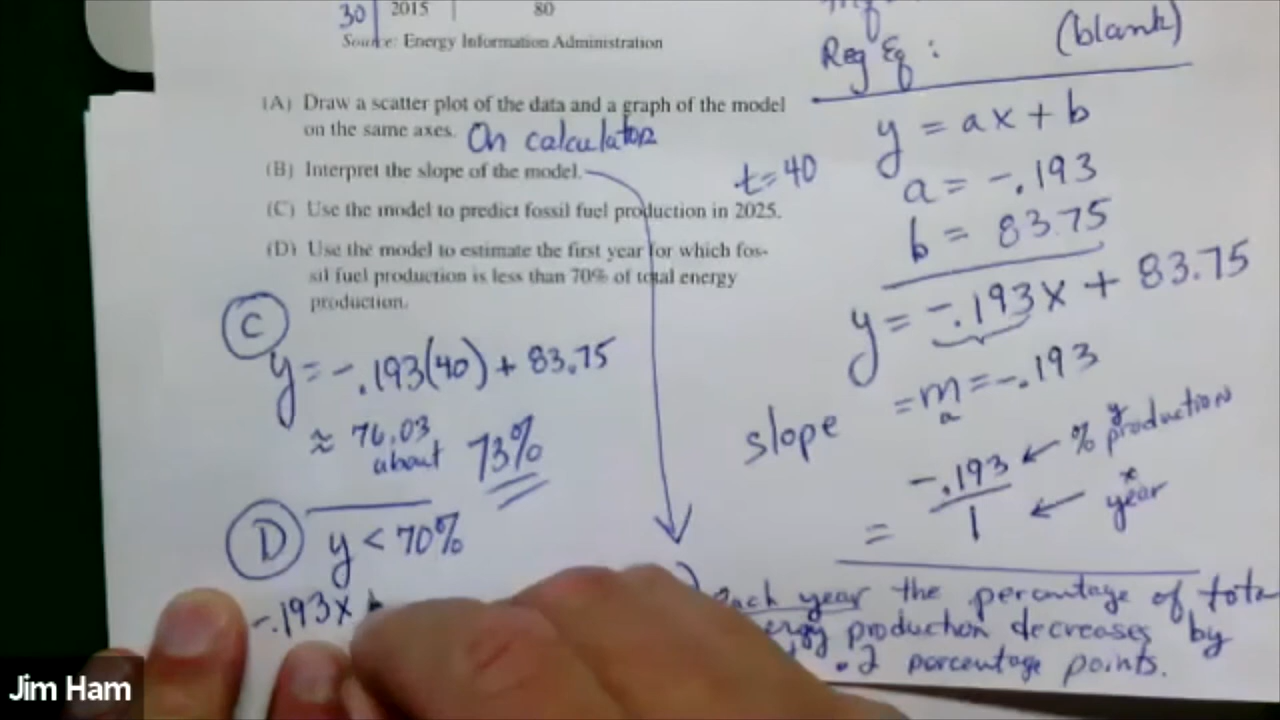 30 2015 80
Source: Energy Information Administration
(A) Draw a scatter plot of the data and a graph of the model
on the same axes. On calculator
(B) Interpret the slope of the model.
(C) Use the model to predict fossil fuel production in 2025.
(D) Use the model to estimate the first year for which fos-
sil fuel production is less than 70% of total energy
production.
t=40
C
y = -.193(40) + 83.75
≈ 76.03
about 73%
D y < 70%
-.193x
Reg Eq : (blank)
y = ax + b
a = -.193
b = 83.75
y = -.193x + 83.75
slope = m = -.193
a
= -.193 ← % production y
1 ← year x
Each year the percentage of tota
ergy production decreases by
.2 percentage points.
Jim Ham